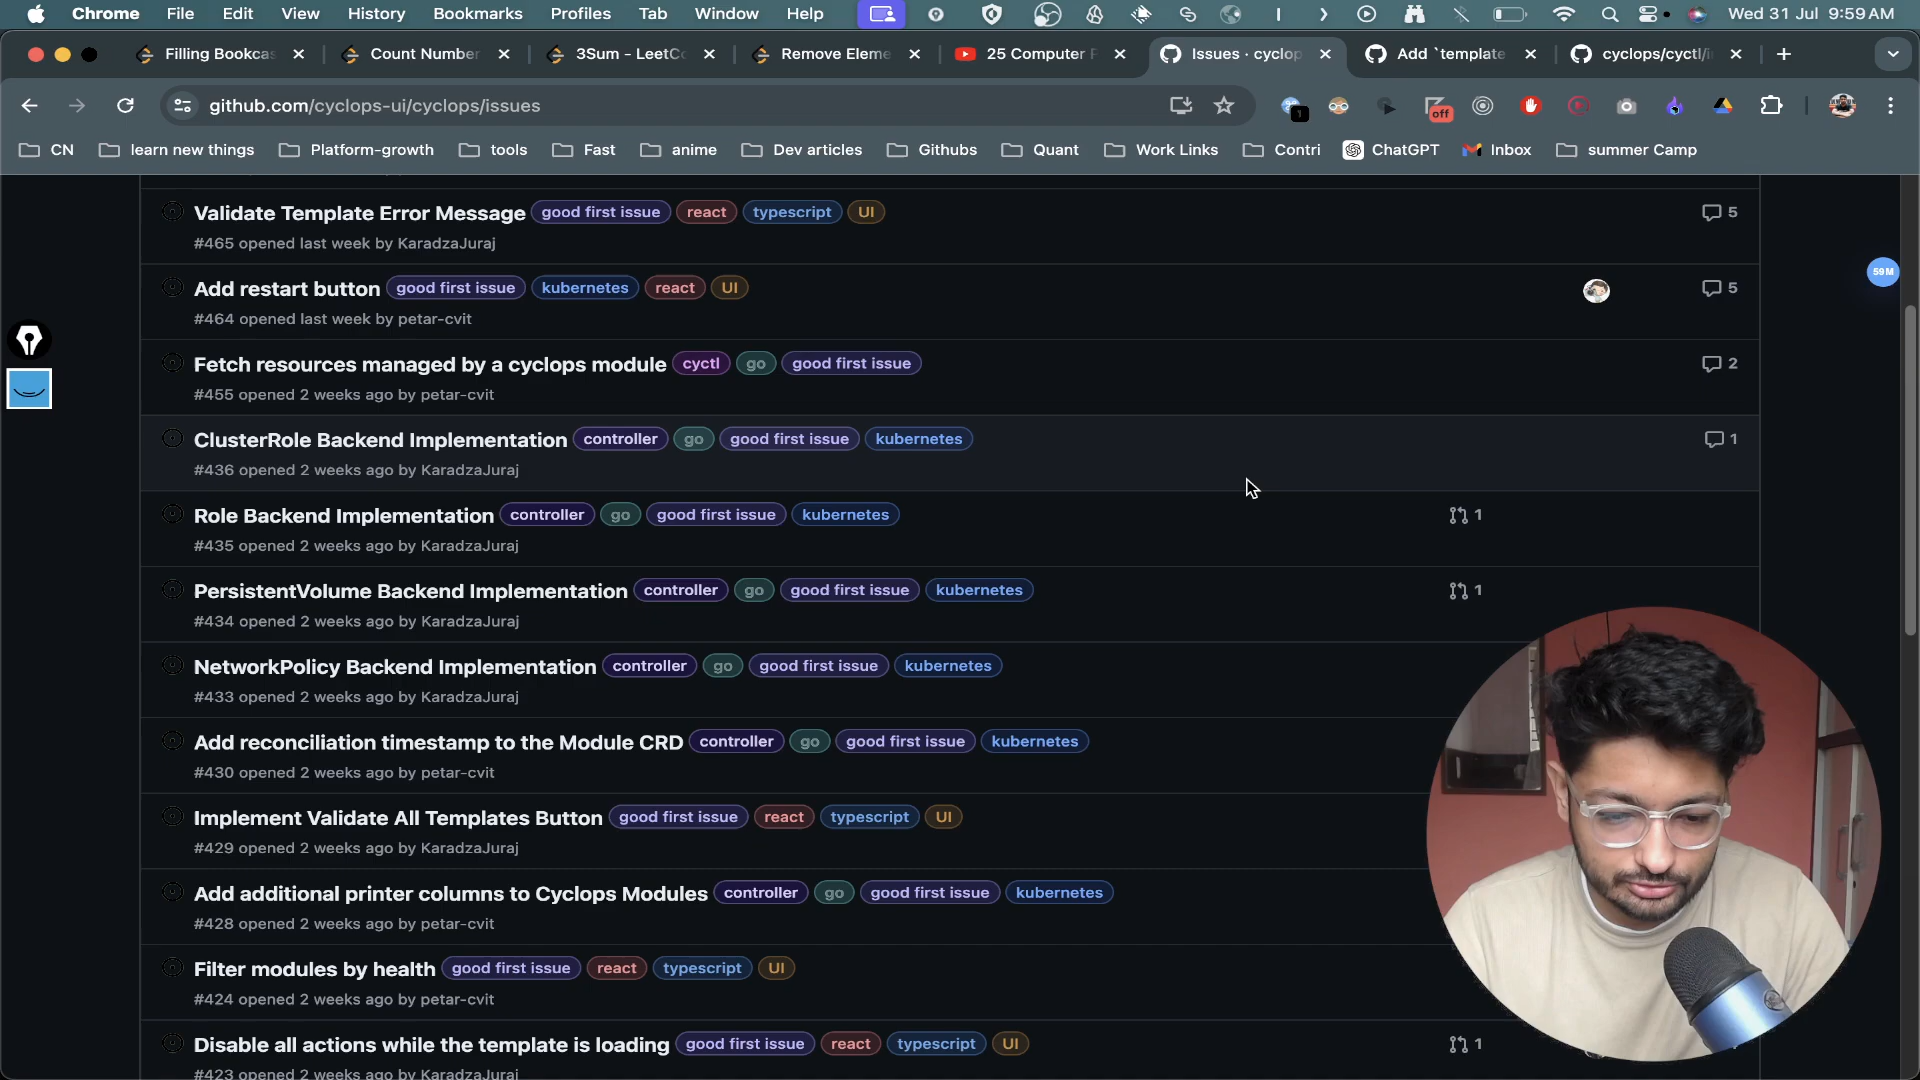 Chrome File Edit View History Bookmarks Profiles Tab Window Help Wed 31 Jul 9:59 AM
Filling Bookcas Count Number 3Sum - LeetCo Remove Eleme 25 Computer P Issues · cyclop Add `template cyclops/cyctl/i
github.com/cyclops-ui/cyclops/issues 1 off
CN learn new things Platform-growth tools Fast anime Dev articles Githubs Quant Work Links Contri ChatGPT Inbox summer Camp
Validate Template Error Message good first issue react typescript UI 5
#465 opened last week by KaradzaJuraj
59M
Add restart button good first issue kubernetes react UI 5
#464 opened last week by petar-cvit
Fetch resources managed by a cyclops module cyctl go good first issue 2
#455 opened 2 weeks ago by petar-cvit
ClusterRole Backend Implementation controller go good first issue kubernetes 1
#436 opened 2 weeks ago by KaradzaJuraj
Role Backend Implementation controller go good first issue kubernetes 1
#435 opened 2 weeks ago by KaradzaJuraj
PersistentVolume Backend Implementation controller go good first issue kubernetes 1
#434 opened 2 weeks ago by KaradzaJuraj
NetworkPolicy Backend Implementation controller go good first issue kubernetes
#433 opened 2 weeks ago by KaradzaJuraj
Add reconciliation timestamp to the Module CRD controller go good first issue kubernetes
#430 opened 2 weeks ago by petar-cvit
Implement Validate All Templates Button good first issue react typescript UI
#429 opened 2 weeks ago by KaradzaJuraj
Add additional printer columns to Cyclops Modules controller go good first issue kubernetes
#428 opened 2 weeks ago by petar-cvit
Filter modules by health good first issue react typescript UI
#424 opened 2 weeks ago by petar-cvit
Disable all actions while the template is loading good first issue react typescript UI 1
#423 opened 2 weeks ago by KaradzaJuraj